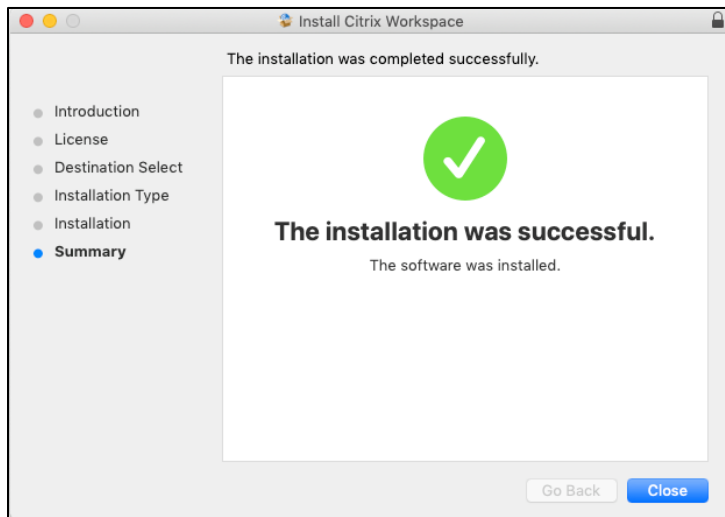 Install Citrix Workspace
The installation was completed successfully.
Introduction
License
Destination Select
Installation Type
Installation
Summary
The installation was successful.
The software was installed.
Go Back
Close